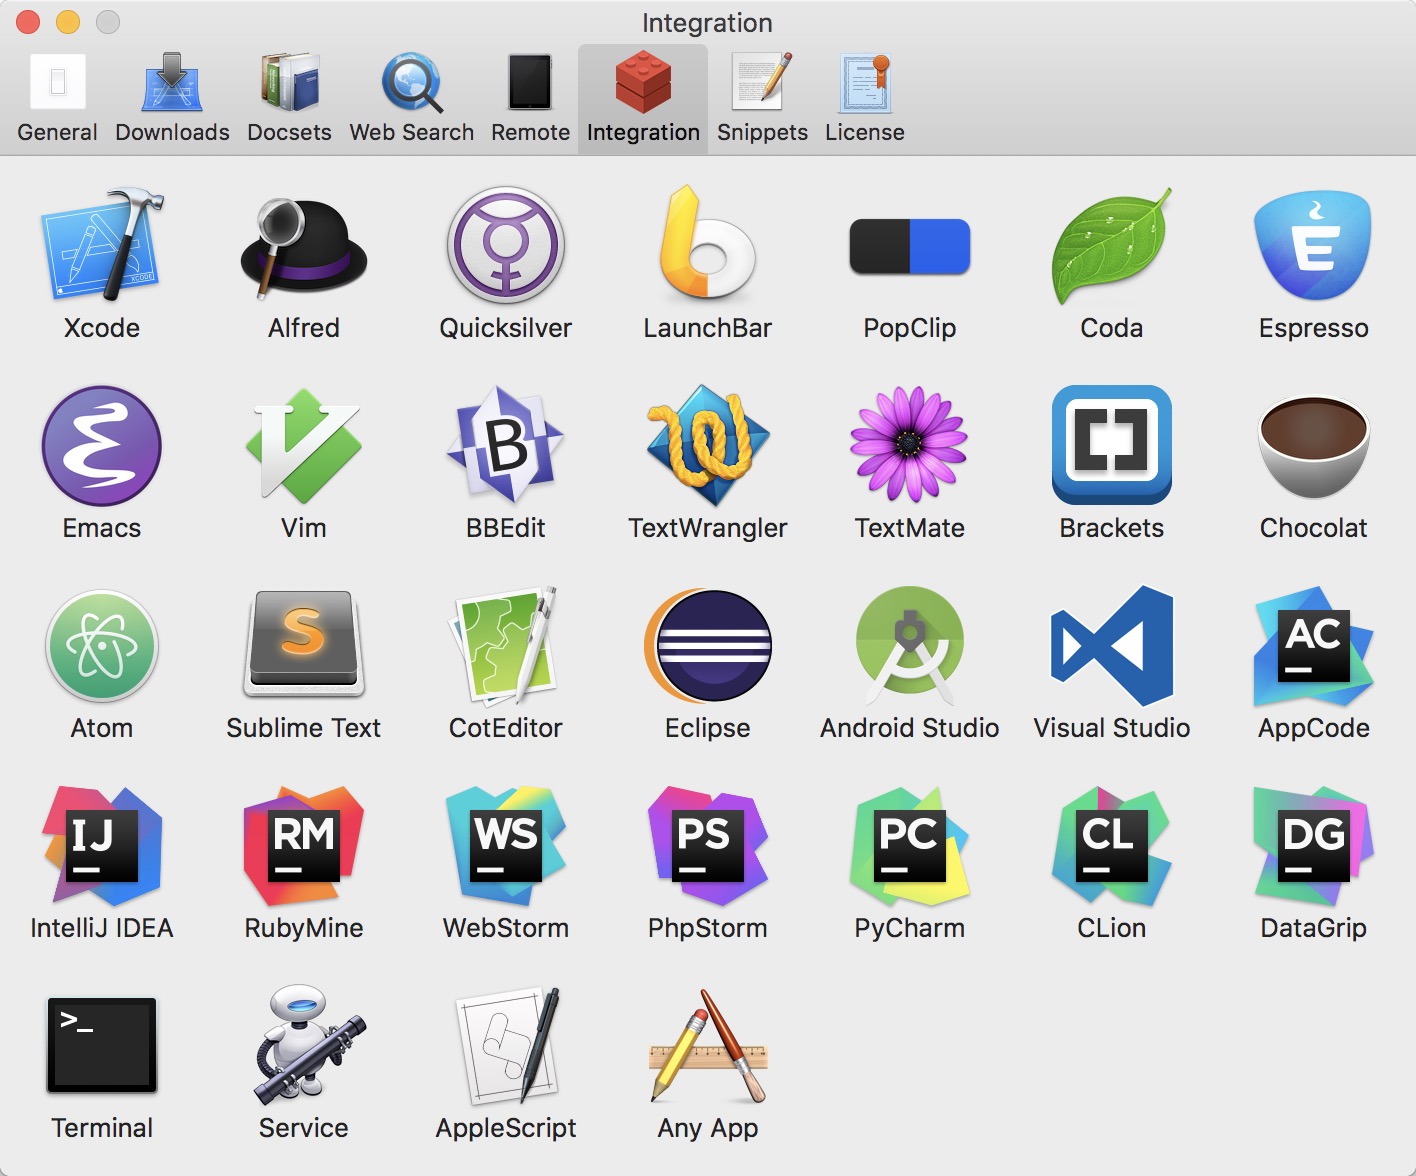 Integration
General Downloads Docsets Web Search Remote Integration Snippets License
XCODE
Xcode Alfred Quicksilver LaunchBar PopClip Coda Espresso
B
Emacs Vim BBEdit TextWrangler TextMate Brackets Chocolat
S
AC
Atom Sublime Text CotEditor Eclipse Android Studio Visual Studio AppCode
IJ RM WS PS PC CL DG
IntelliJ IDEA RubyMine WebStorm PhpStorm PyCharm CLion DataGrip
>_
Terminal Service AppleScript Any App